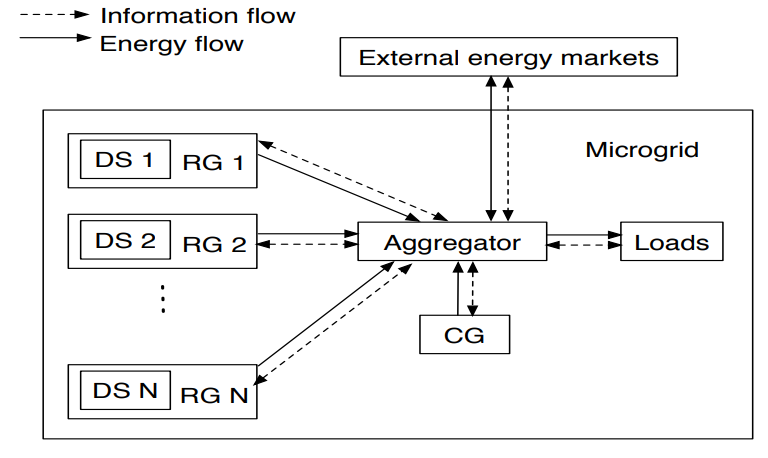 Information flow
Energy flow
External energy markets
Microgrid
DS 1 RG 1
DS 2 RG 2
Aggregator
Loads
CG
DS N RG N